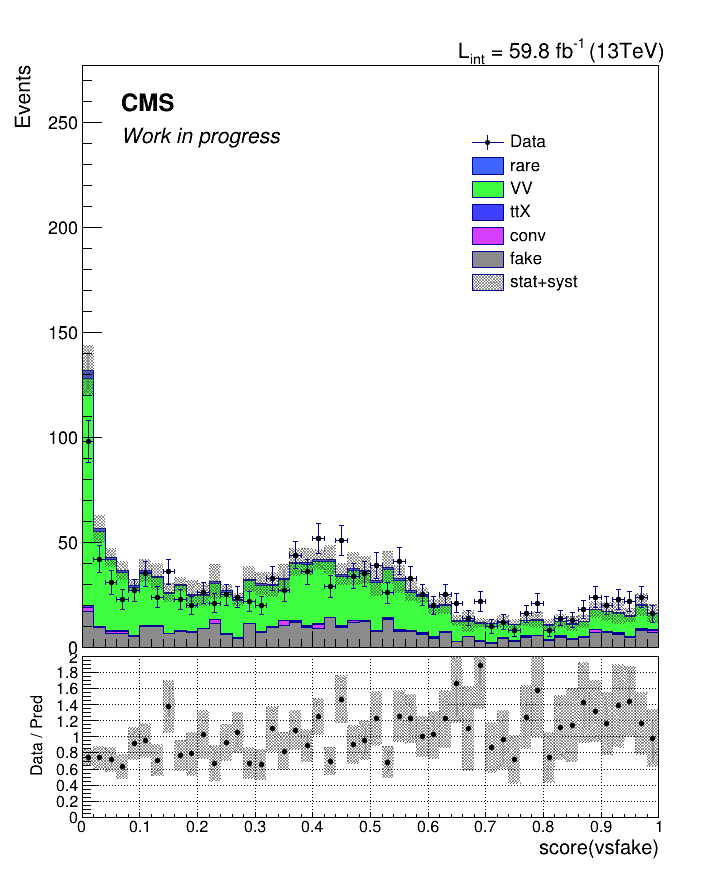 L_int = 59.8 fb^-1 (13TeV)
Events
CMS
Work in progress
Data
rare
VV
ttX
conv
fake
stat+syst
250
200
150
100
50
0
Data / Pred
2
1.8
1.6
1.4
1.2
1
0.8
0.6
0.4
0.2
0
0 0.1 0.2 0.3 0.4 0.5 0.6 0.7 0.8 0.9 1
score(vsfake)